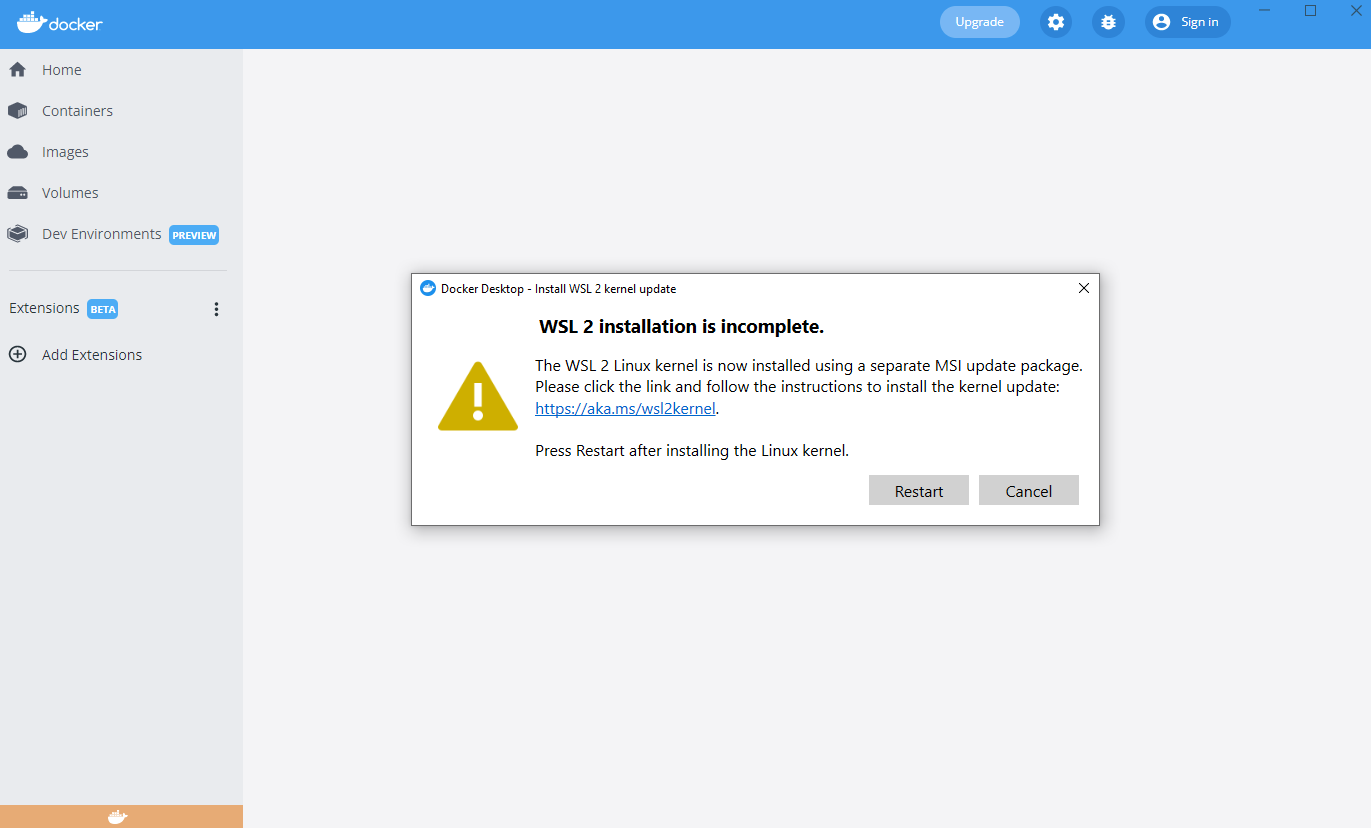 docker
Upgrade
Sign in
Home
Containers
Images
Volumes
Dev Environments PREVIEW
Extensions BETA
Add Extensions
Docker Desktop - Install WSL 2 kernel update
WSL 2 installation is incomplete.
The WSL 2 Linux kernel is now installed using a separate MSI update package.
Please click the link and follow the instructions to install the kernel update:
https://aka.ms/wsl2kernel.
Press Restart after installing the Linux kernel.
Restart
Cancel